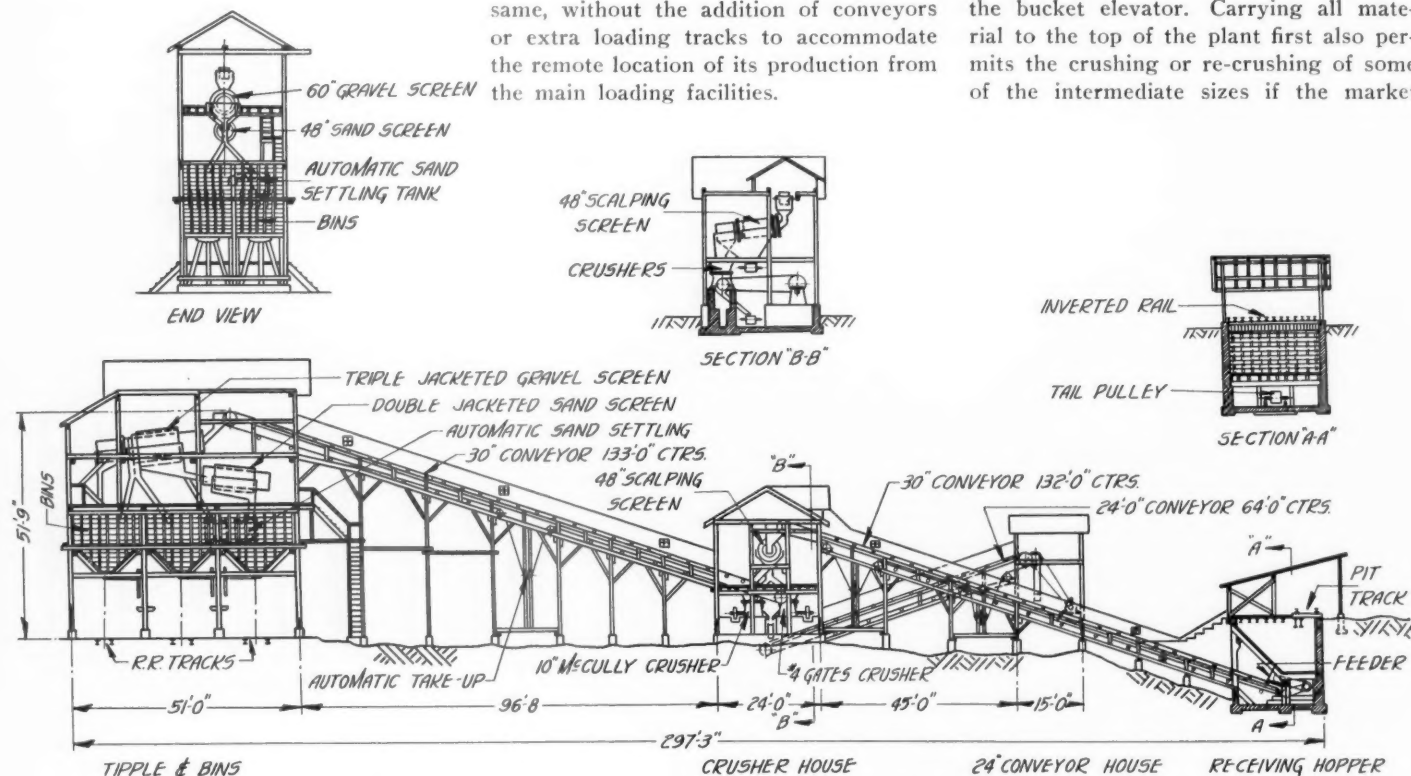 same, without the addition of conveyors
or extra loading tracks to accommodate
the remote location of its production from
the main loading facilities.
the bucket elevator. Carrying all mate-
rial to the top of the plant first also per-
mits the crushing or re-crushing of some
of the intermediate sizes if the market
60" GRAVEL SCREEN
48" SAND SCREEN
AUTOMATIC SAND
SETTLING TANK
BINS
END VIEW
48" SCALPING
SCREEN
CRUSHERS
SECTION "B-B"
INVERTED RAIL
TAIL PULLEY
SECTION "A-A"
TRIPLE JACKETED GRAVEL SCREEN
DOUBLE JACKETED SAND SCREEN
AUTOMATIC SAND SETTLING
30" CONVEYOR 133'-0" CTRS.
48" SCALPING
SCREEN
"B"
30" CONVEYOR 132'-0" CTRS.
24'-0" CONVEYOR 64'-0" CTRS.
"A"
PIT
TRACK
FEEDER
51'-9"
BINS
R.R. TRACKS
AUTOMATIC TAKE-UP
10" McCULLY CRUSHER
#4 GATES CRUSHER
51'-0"
96'-8
24'-0"
"B"
45'-0"
15'-0"
A
297'-3"
TIPPLE & BINS
CRUSHER HOUSE
24" CONVEYOR HOUSE
RECEIVING HOPPER